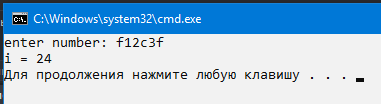 C:\Windows\system32\cmd.exe
enter number: f12c3f
i = 24
Для продолжения нажмите любую клавишу . . .